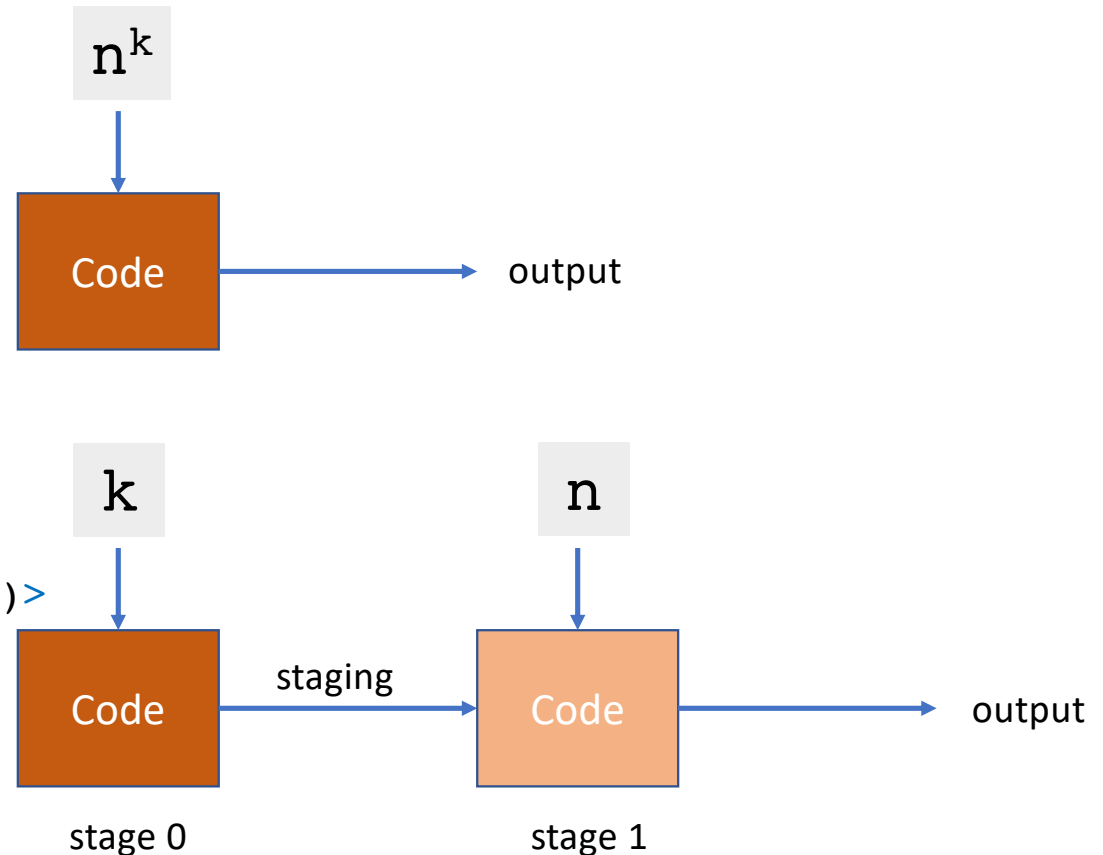 nᵏ
Code
output
k
n
)>
Code
staging
Code
output
stage 0
stage 1